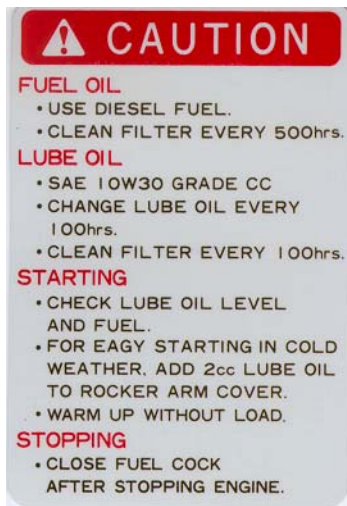 CAUTION
FUEL OIL
• USE DIESEL FUEL.
• CLEAN FILTER EVERY 500hrs.
LUBE OIL
• SAE 10W30 GRADE CC
• CHANGE LUBE OIL EVERY
100hrs.
• CLEAN FILTER EVERY 100hrs.
STARTING
• CHECK LUBE OIL LEVEL
AND FUEL.
• FOR EAGY STARTING IN COLD
WEATHER, ADD 2cc LUBE OIL
TO ROCKER ARM COVER.
• WARM UP WITHOUT LOAD.
STOPPING
• CLOSE FUEL COCK
AFTER STOPPING ENGINE.